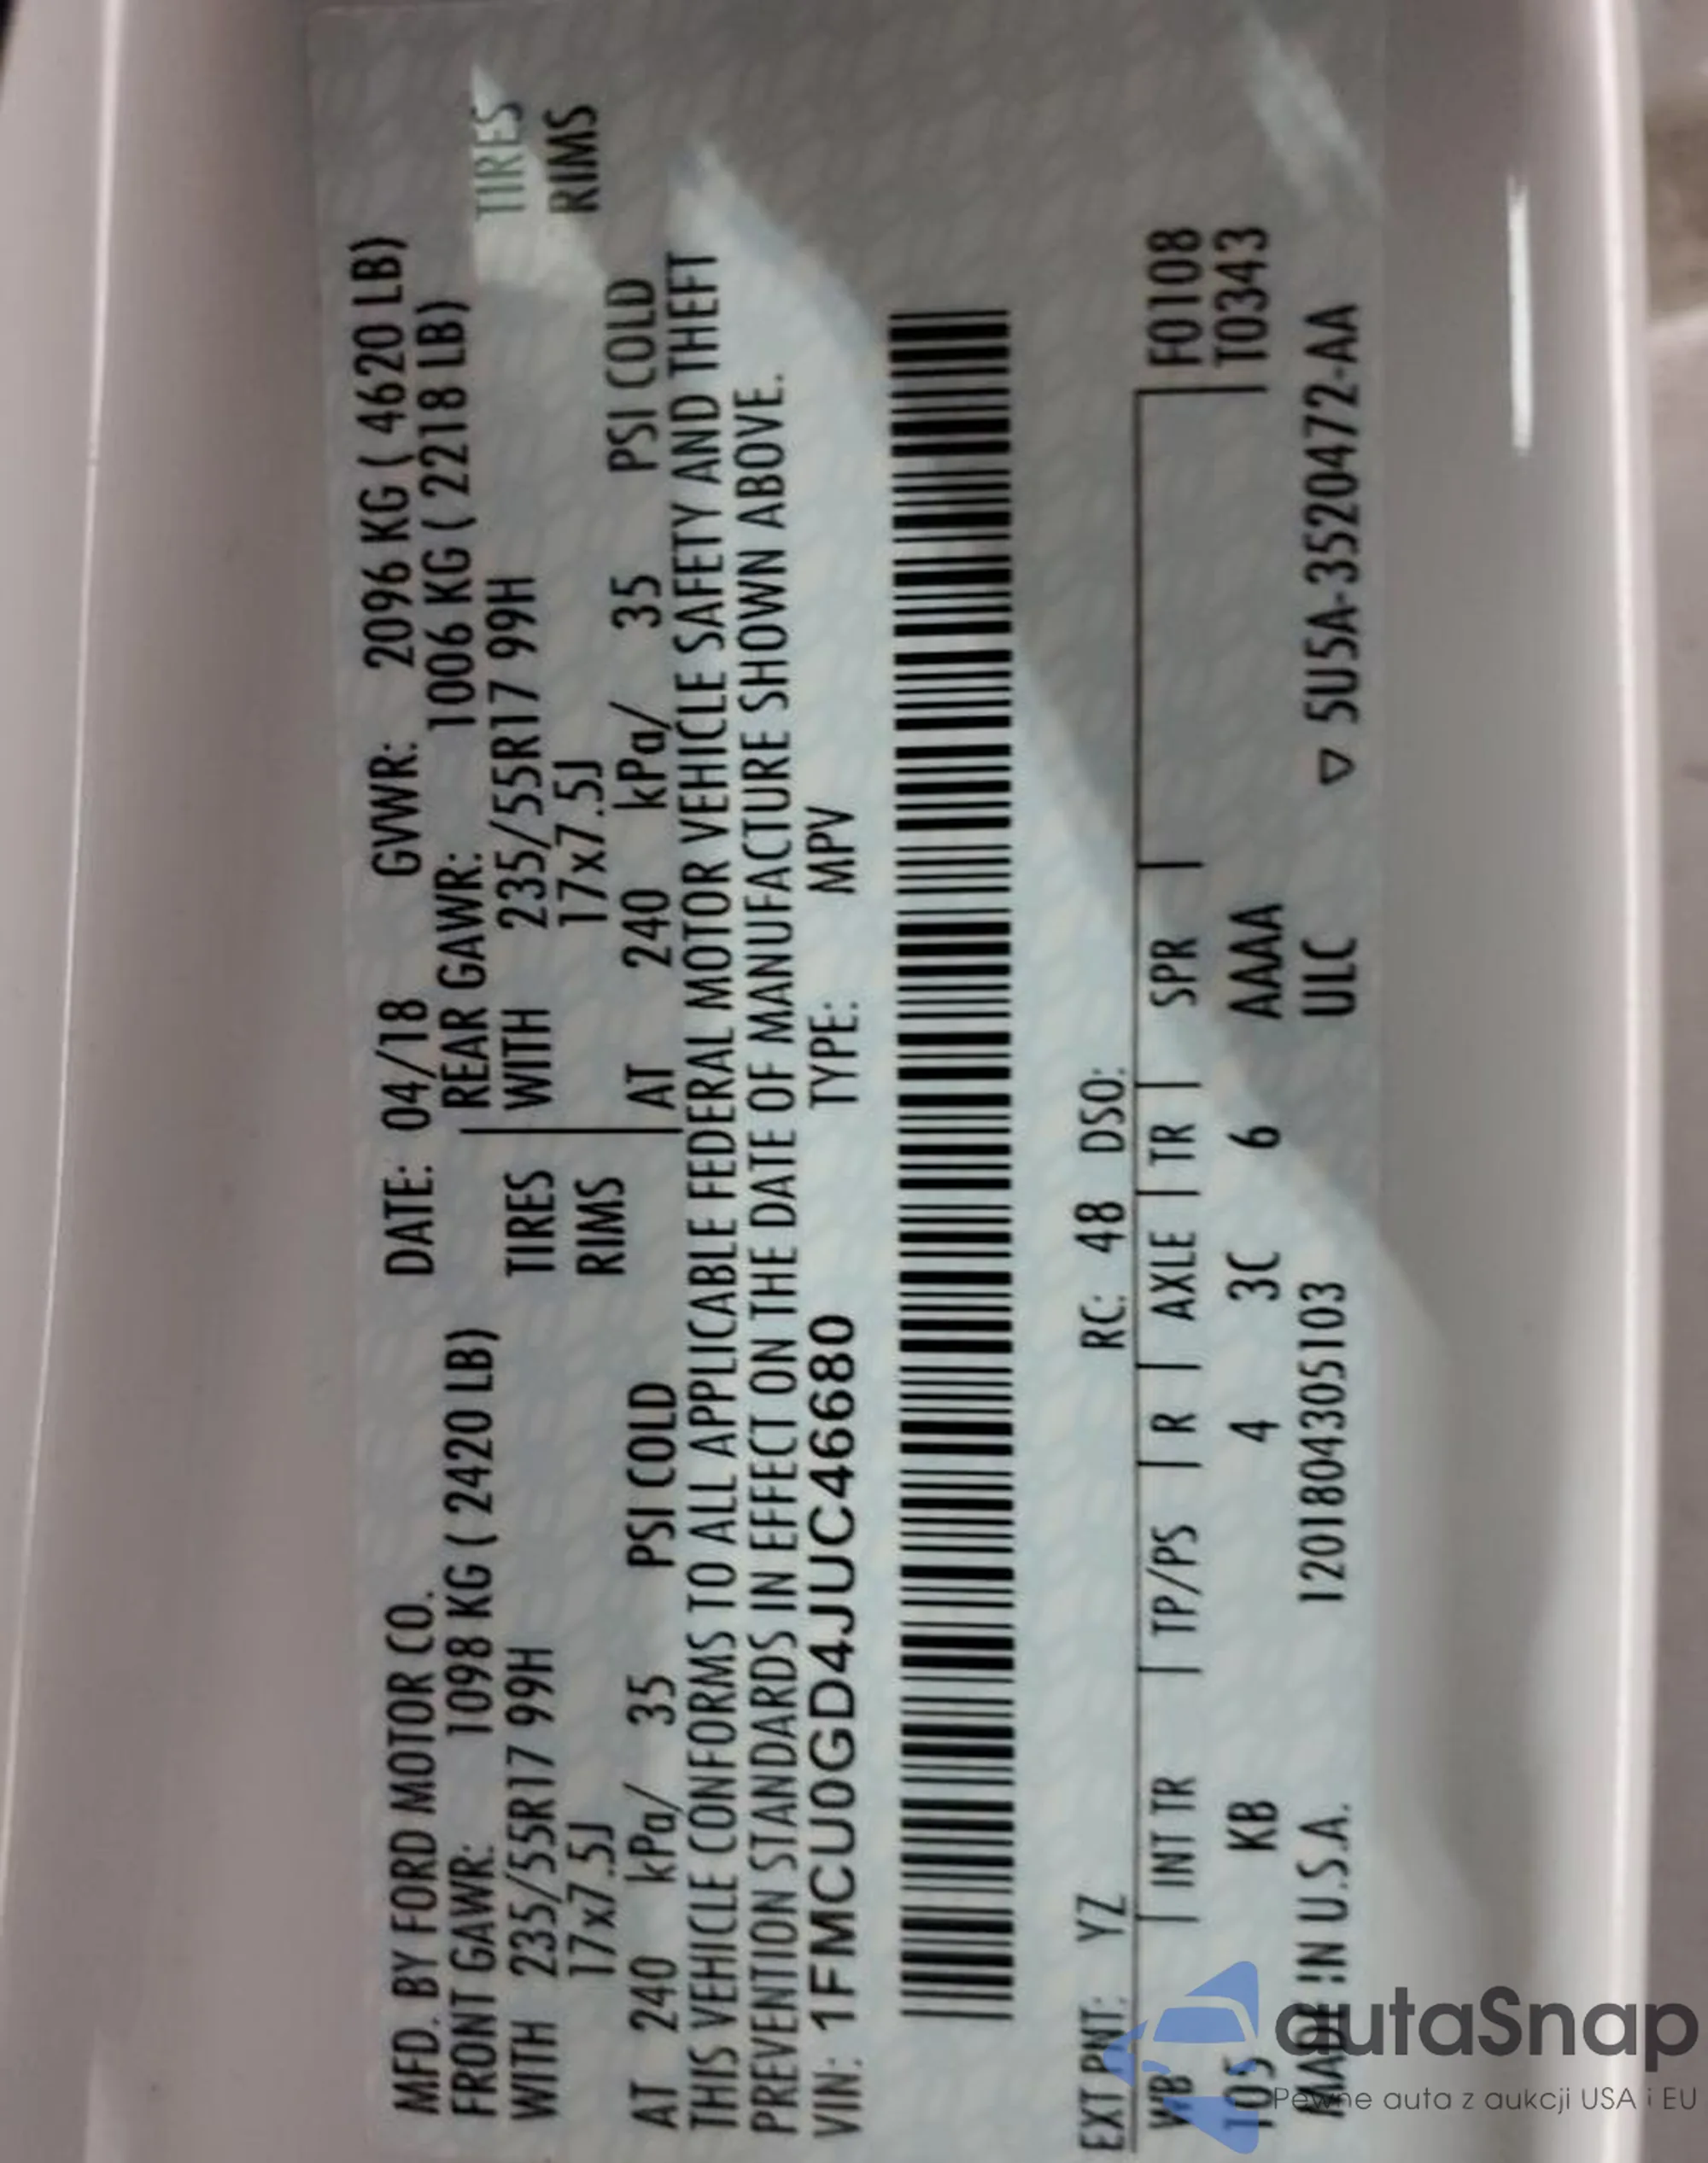 MFD. BY FORD MOTOR CO. DATE: 04/18 GVWR: 2096 KG ( 4620 LB)
FRONT GAWR: 1098 KG ( 2420 LB) REAR GAWR: 1006 KG ( 2218 LB)
WITH 235/55R17 99H TIRES WITH 235/55R17 99H TIRES
17x7.5J RIMS 17x7.5J RIMS
AT 240 kPa/ 35 PSI COLD AT 240 kPa/ 35 PSI COLD
THIS VEHICLE CONFORMS TO ALL APPLICABLE FEDERAL MOTOR VEHICLE SAFETY AND THEFT
PREVENTION STANDARDS IN EFFECT ON THE DATE OF MANUFACTURE SHOWN ABOVE.
VIN: 1FMCU0GD4JUC46680 TYPE: MPV
EXT PNT: YZ RC: 48 DSO:
WB INT TR TP/PS R AXLE TR SPR F0108
105 KB 4 3C 6 AAAA T0343
MADE IN U.S.A. 12018043051 03 ULC ▽ 5U5A-3520472-AA
autaSnap
Pewne auta z aukcji USA i EU